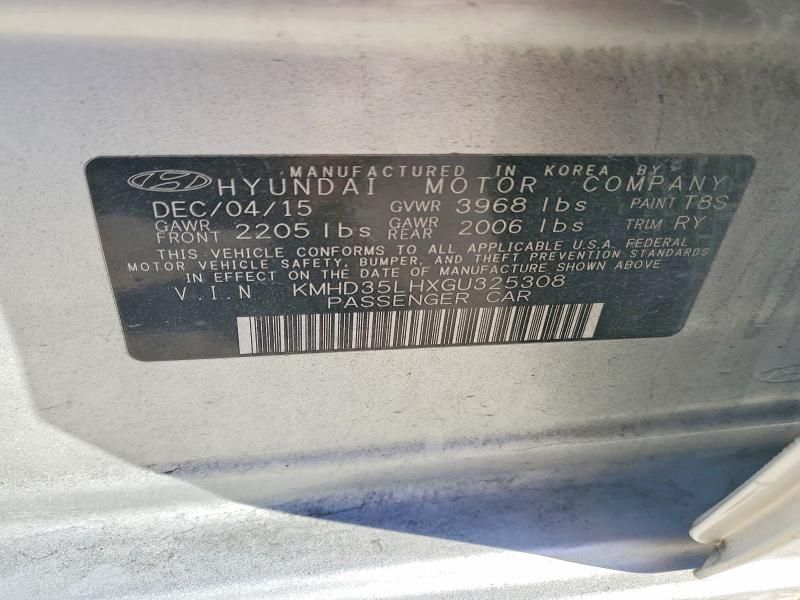 MANUFACTURED IN KOREA BY
HYUNDAI MOTOR COMPANY
DEC/04/15 GVWR 3968 lbs PAINT T8S
GAWR FRONT 2205 lbs GAWR REAR 2006 lbs TRIM RY
THIS VEHICLE CONFORMS TO ALL APPLICABLE U.S.A. FEDERAL
MOTOR VEHICLE SAFETY, BUMPER, AND THEFT PREVENTION STANDARDS
IN EFFECT ON THE DATE OF MANUFACTURE SHOWN ABOVE
V.I.N KMHD35LHXGU325308
PASSENGER CAR